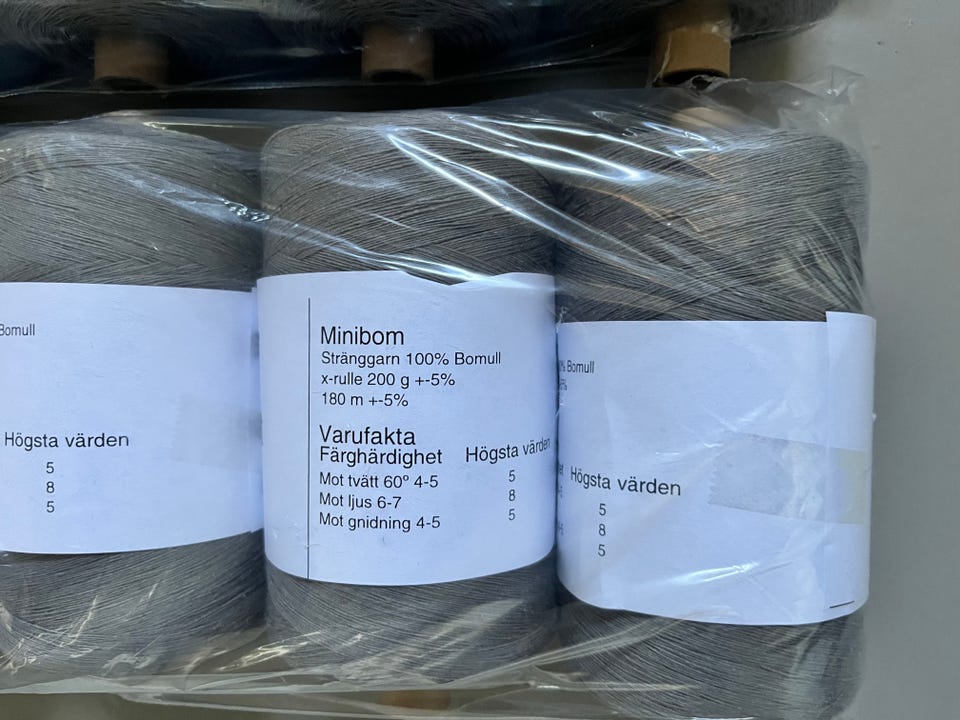 Bomull
Högsta värden
5
8
5
Minibom
Stränggarn 100% Bomull
x-rulle 200 g +-5%
180 m +-5%
Varufakta
Färghärdighet Högsta värden
Mot tvätt 60° 4-5 5
Mot ljus 6-7 8
Mot gnidning 4-5 5
% Bomull
Högsta värden
5
8
5